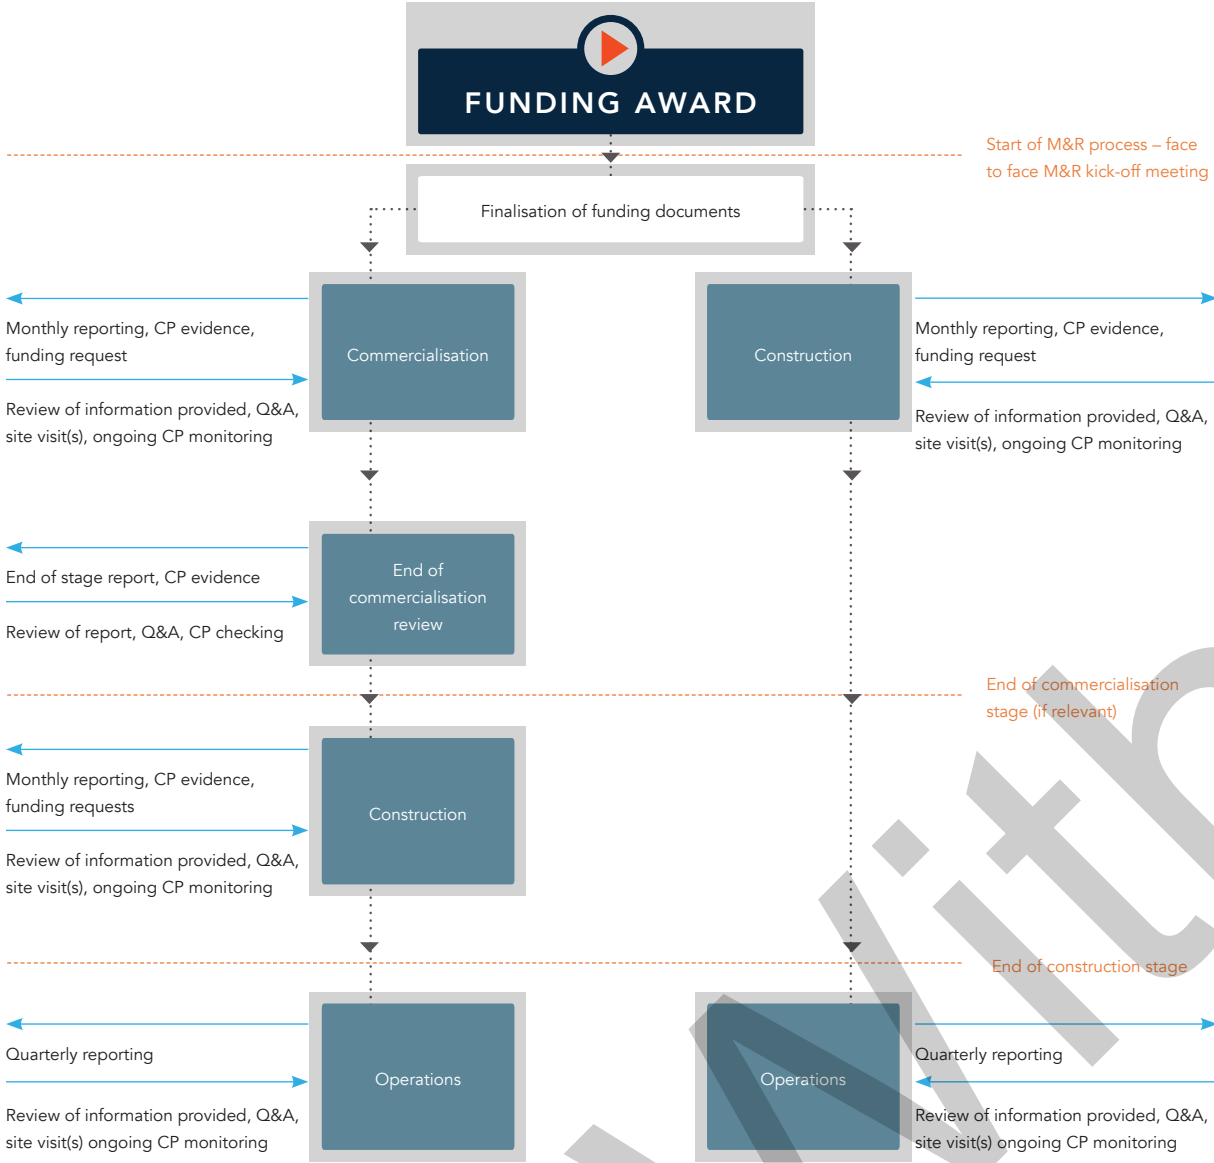 FUNDING AWARD
Start of M&R process – face
to face M&R kick-off meeting
Finalisation of funding documents
Monthly reporting, CP evidence,
funding request
Review of information provided, Q&A,
site visit(s), ongoing CP monitoring
Commercialisation
Construction
Monthly reporting, CP evidence,
funding request
Review of information provided, Q&A,
site visit(s), ongoing CP monitoring
End of stage report, CP evidence
Review of report, Q&A, CP checking
End of
commercialisation
review
End of commercialisation
stage (if relevant)
Monthly reporting, CP evidence,
funding requests
Review of information provided, Q&A,
site visit(s), ongoing CP monitoring
Construction
End of construction stage
Quarterly reporting
Review of information provided, Q&A,
site visit(s) ongoing CP monitoring
Operations
Operations
Quarterly reporting
Review of information provided, Q&A,
site visit(s) ongoing CP monitoring